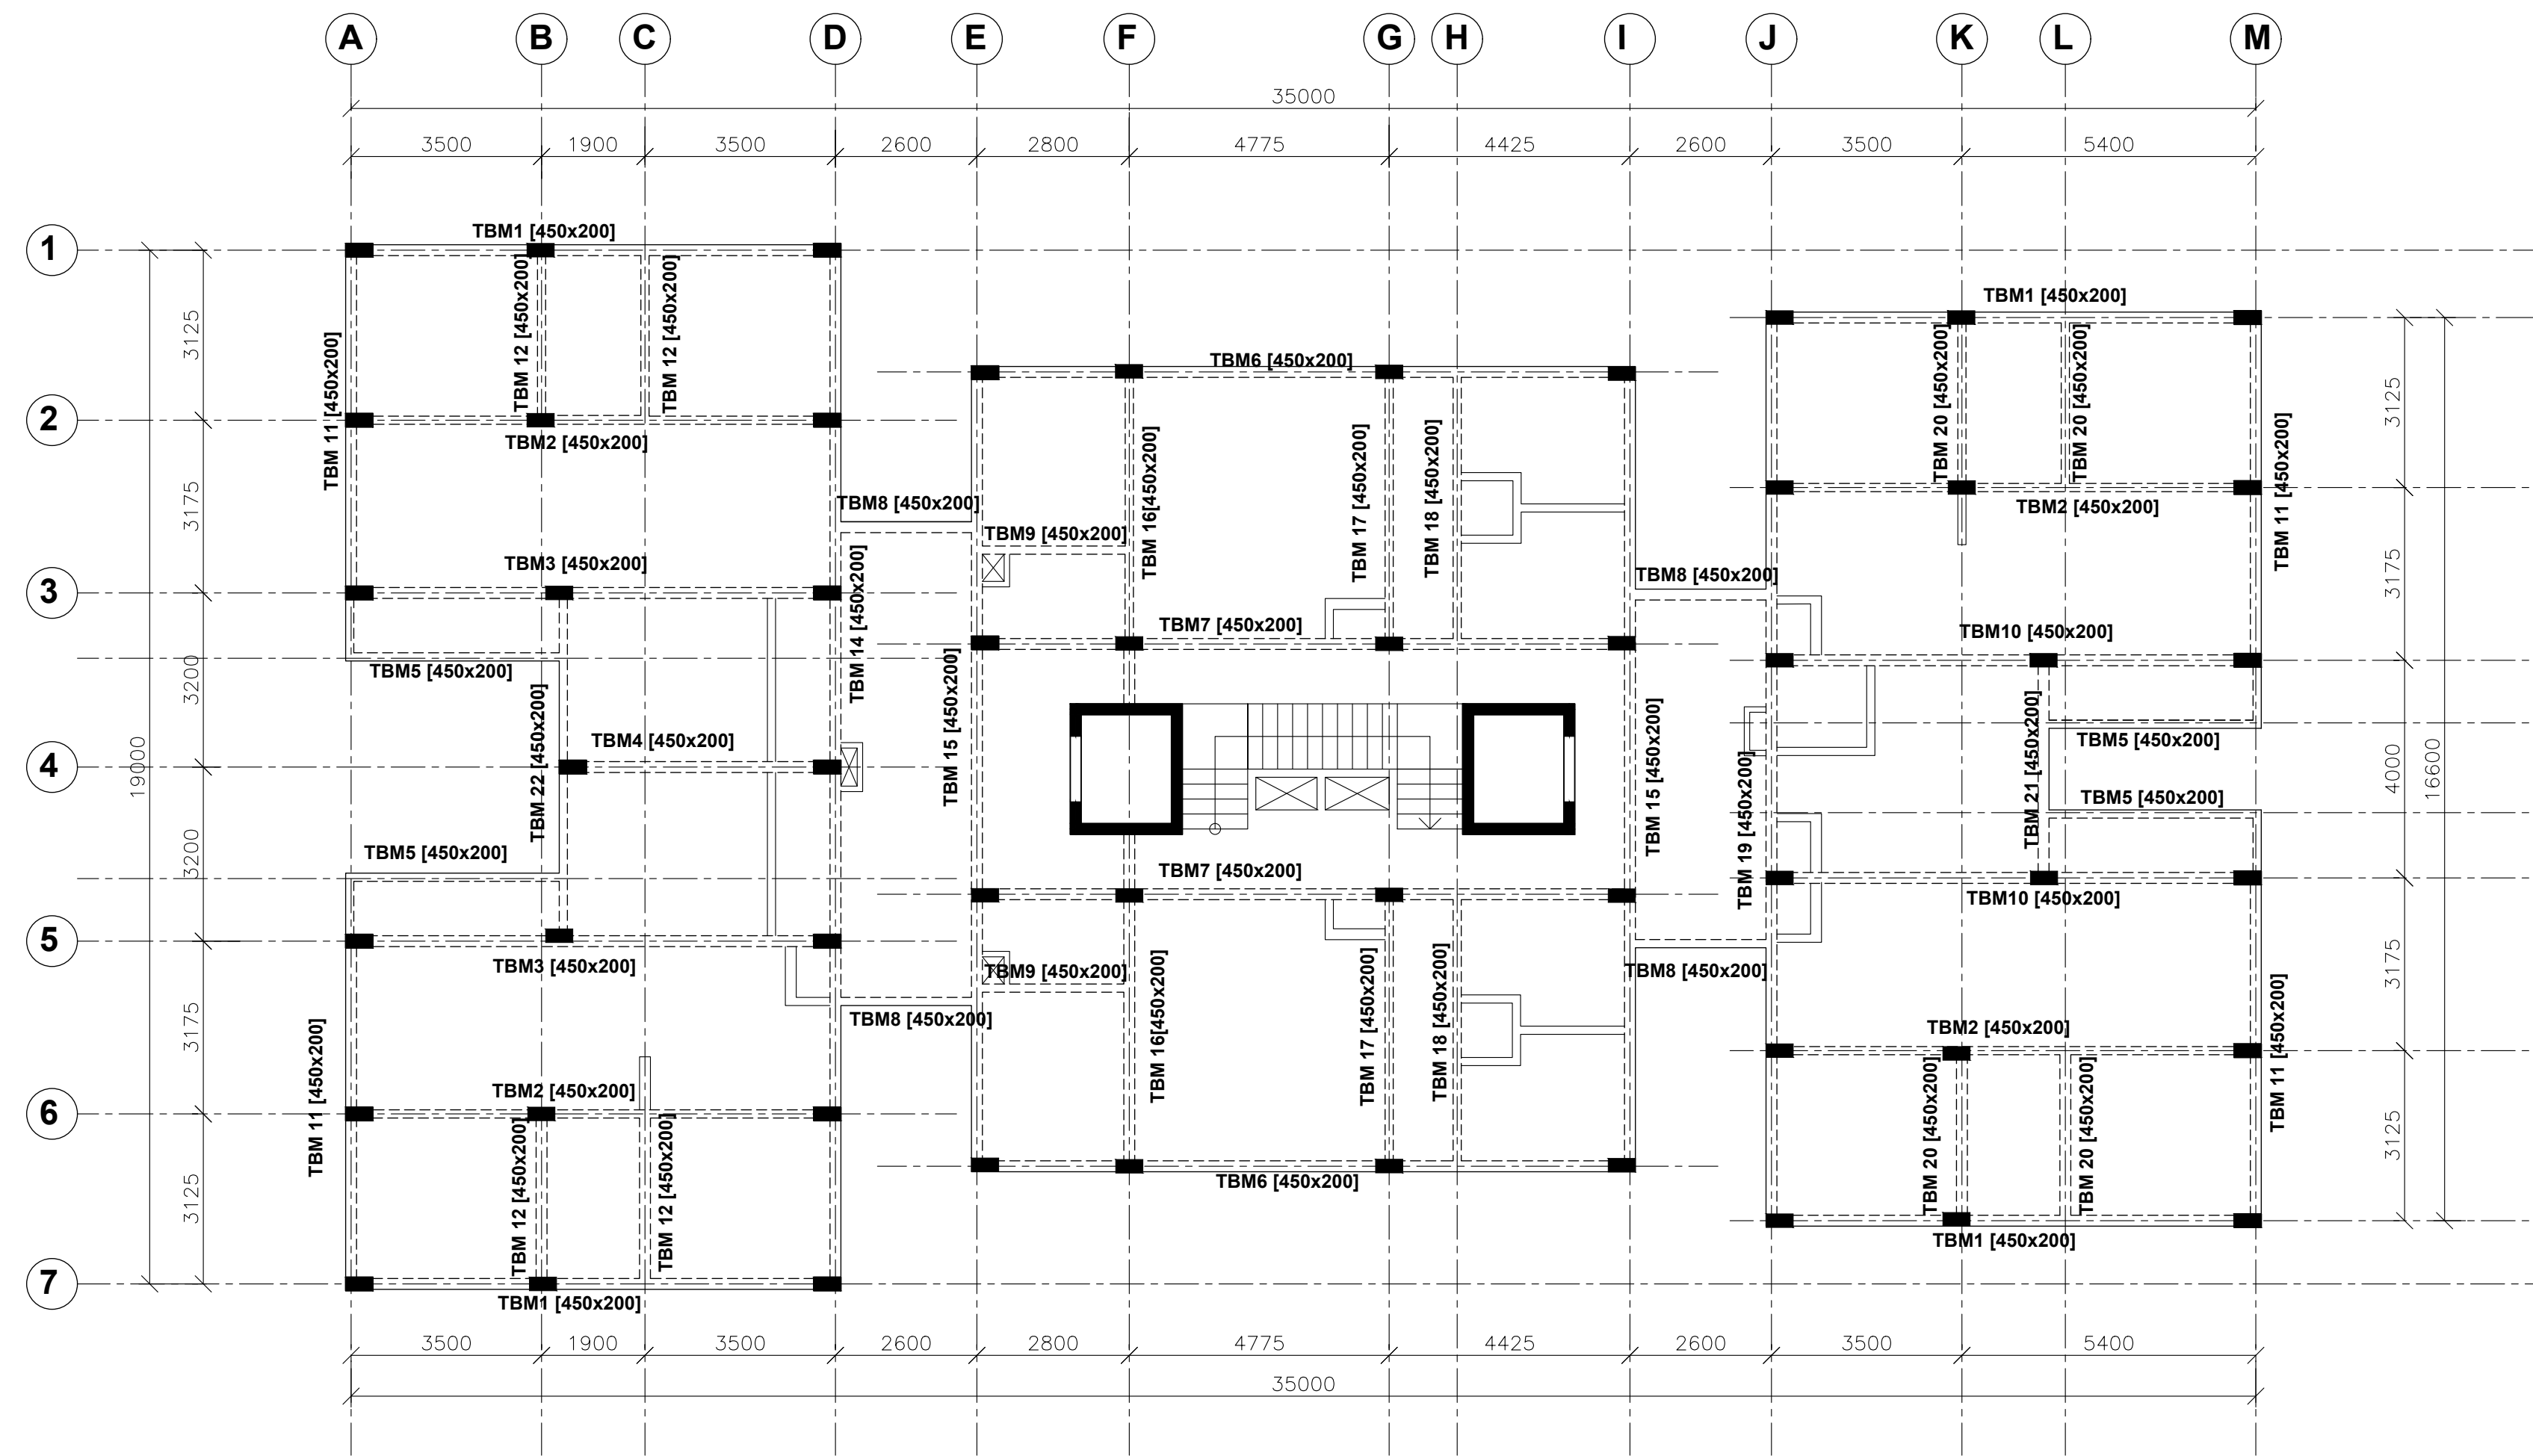 A B C D E F G H I J K L M
35000
3500 1900 3500 2600 2800 4775 4425 2600 3500 5400
1
TBM1 [450x200]
TBM 12 [450x200]
TBM 12 [450x200]
3125
TBM1 [450x200]
TBM 11 [450x200]
TBM6 [450x200]
TBM 20 [450x200]
TBM 20 [450x200]
3125
2
TBM2 [450x200]
TBM 16[450x200]
TBM 17 [450x200]
TBM 18 [450x200]
TBM 11 [450x200]
3175
TBM8 [450x200]
TBM2 [450x200]
TBM9 [450x200]
3
TBM3 [450x200]
TBM8 [450x200]
3175
TBM 14 [450x200]
TBM7 [450x200]
TBM10 [450x200]
TBM5 [450x200]
3200
TBM 22 [450x200]
TBM 15 [450x200]
TBM 15 [450x200]
TBM 21 [450x200]
TBM5 [450x200]
4
19000
TBM4 [450x200]
TBM 19 [450x200]
4000
16600
TBM5 [450x200]
3200
TBM5 [450x200]
TBM7 [450x200]
TBM10 [450x200]
5
TBM3 [450x200]
TBM9 [450x200]
TBM8 [450x200]
3175
TBM8 [450x200]
3175
TBM 16[450x200]
TBM 17 [450x200]
TBM 18 [450x200]
TBM2 [450x200]
TBM 11 [450x200]
TBM 11 [450x200]
6
TBM2 [450x200]
TBM 12 [450x200]
TBM 12 [450x200]
TBM 20 [450x200]
TBM 20 [450x200]
3125
3125
TBM6 [450x200]
TBM1 [450x200]
7
TBM1 [450x200]
3500 1900 3500 2600 2800 4775 4425 2600 3500 5400
35000